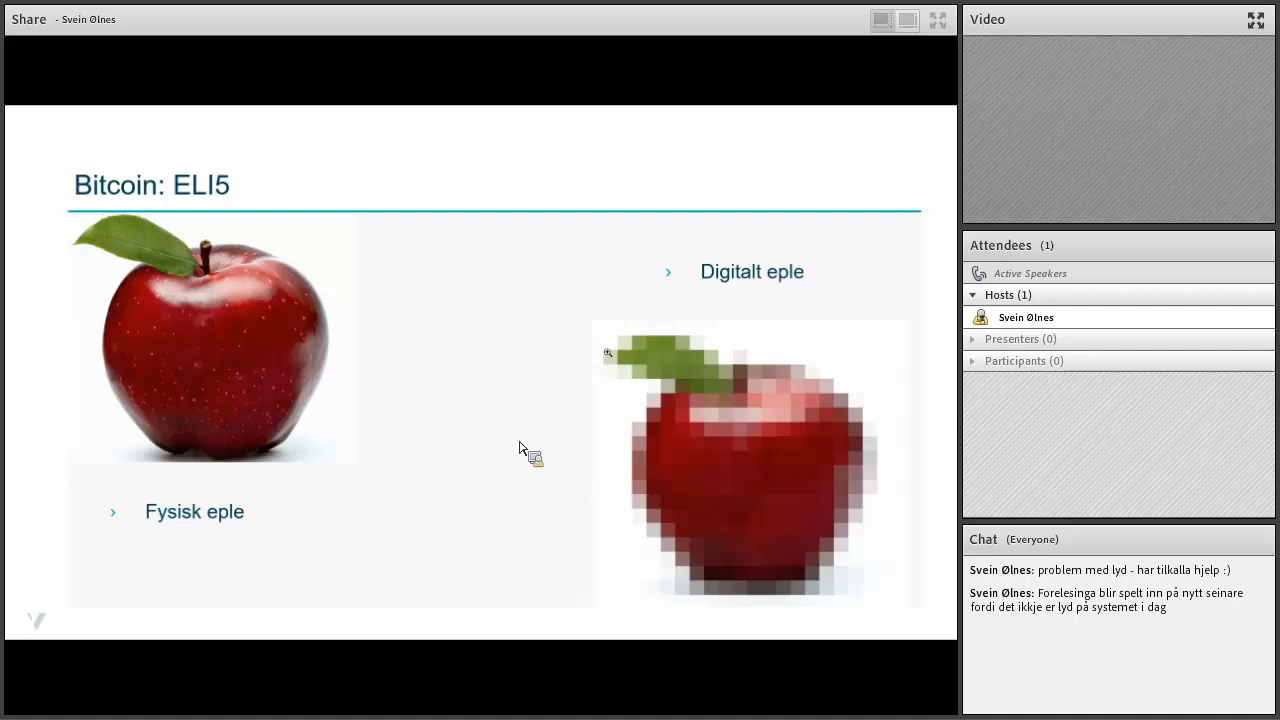 Share - Svein Ølnes
Bitcoin: ELI5
› Digitalt eple
› Fysisk eple
Video
Attendees (1)
Active Speakers
Hosts (1)
Svein Ølnes
Presenters (0)
Participants (0)
Chat (Everyone)
Svein Ølnes: problem med lyd - har tilkalla hjelp :)
Svein Ølnes: Forelesinga blir spelt inn på nytt seinare
fordi det ikkje er lyd på systemet i dag